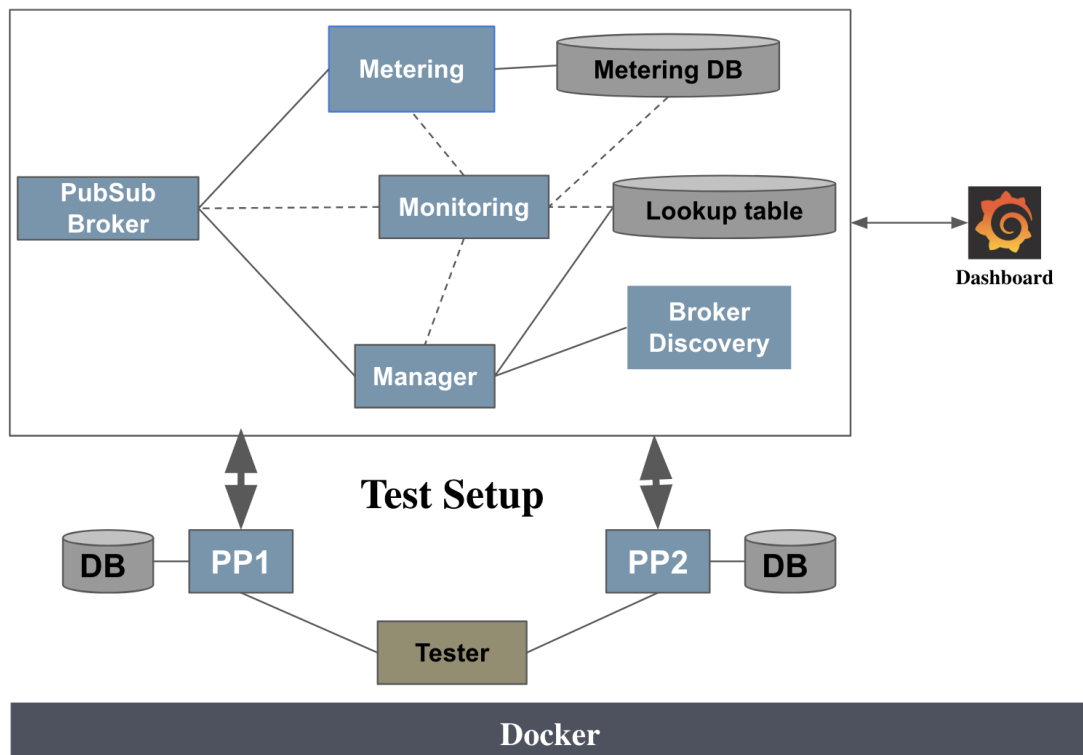 Metering
Metering DB
PubSub
Broker
Monitoring
Lookup table
Dashboard
Broker
Discovery
Manager
Test Setup
DB
PP1
PP2
DB
Tester
Docker